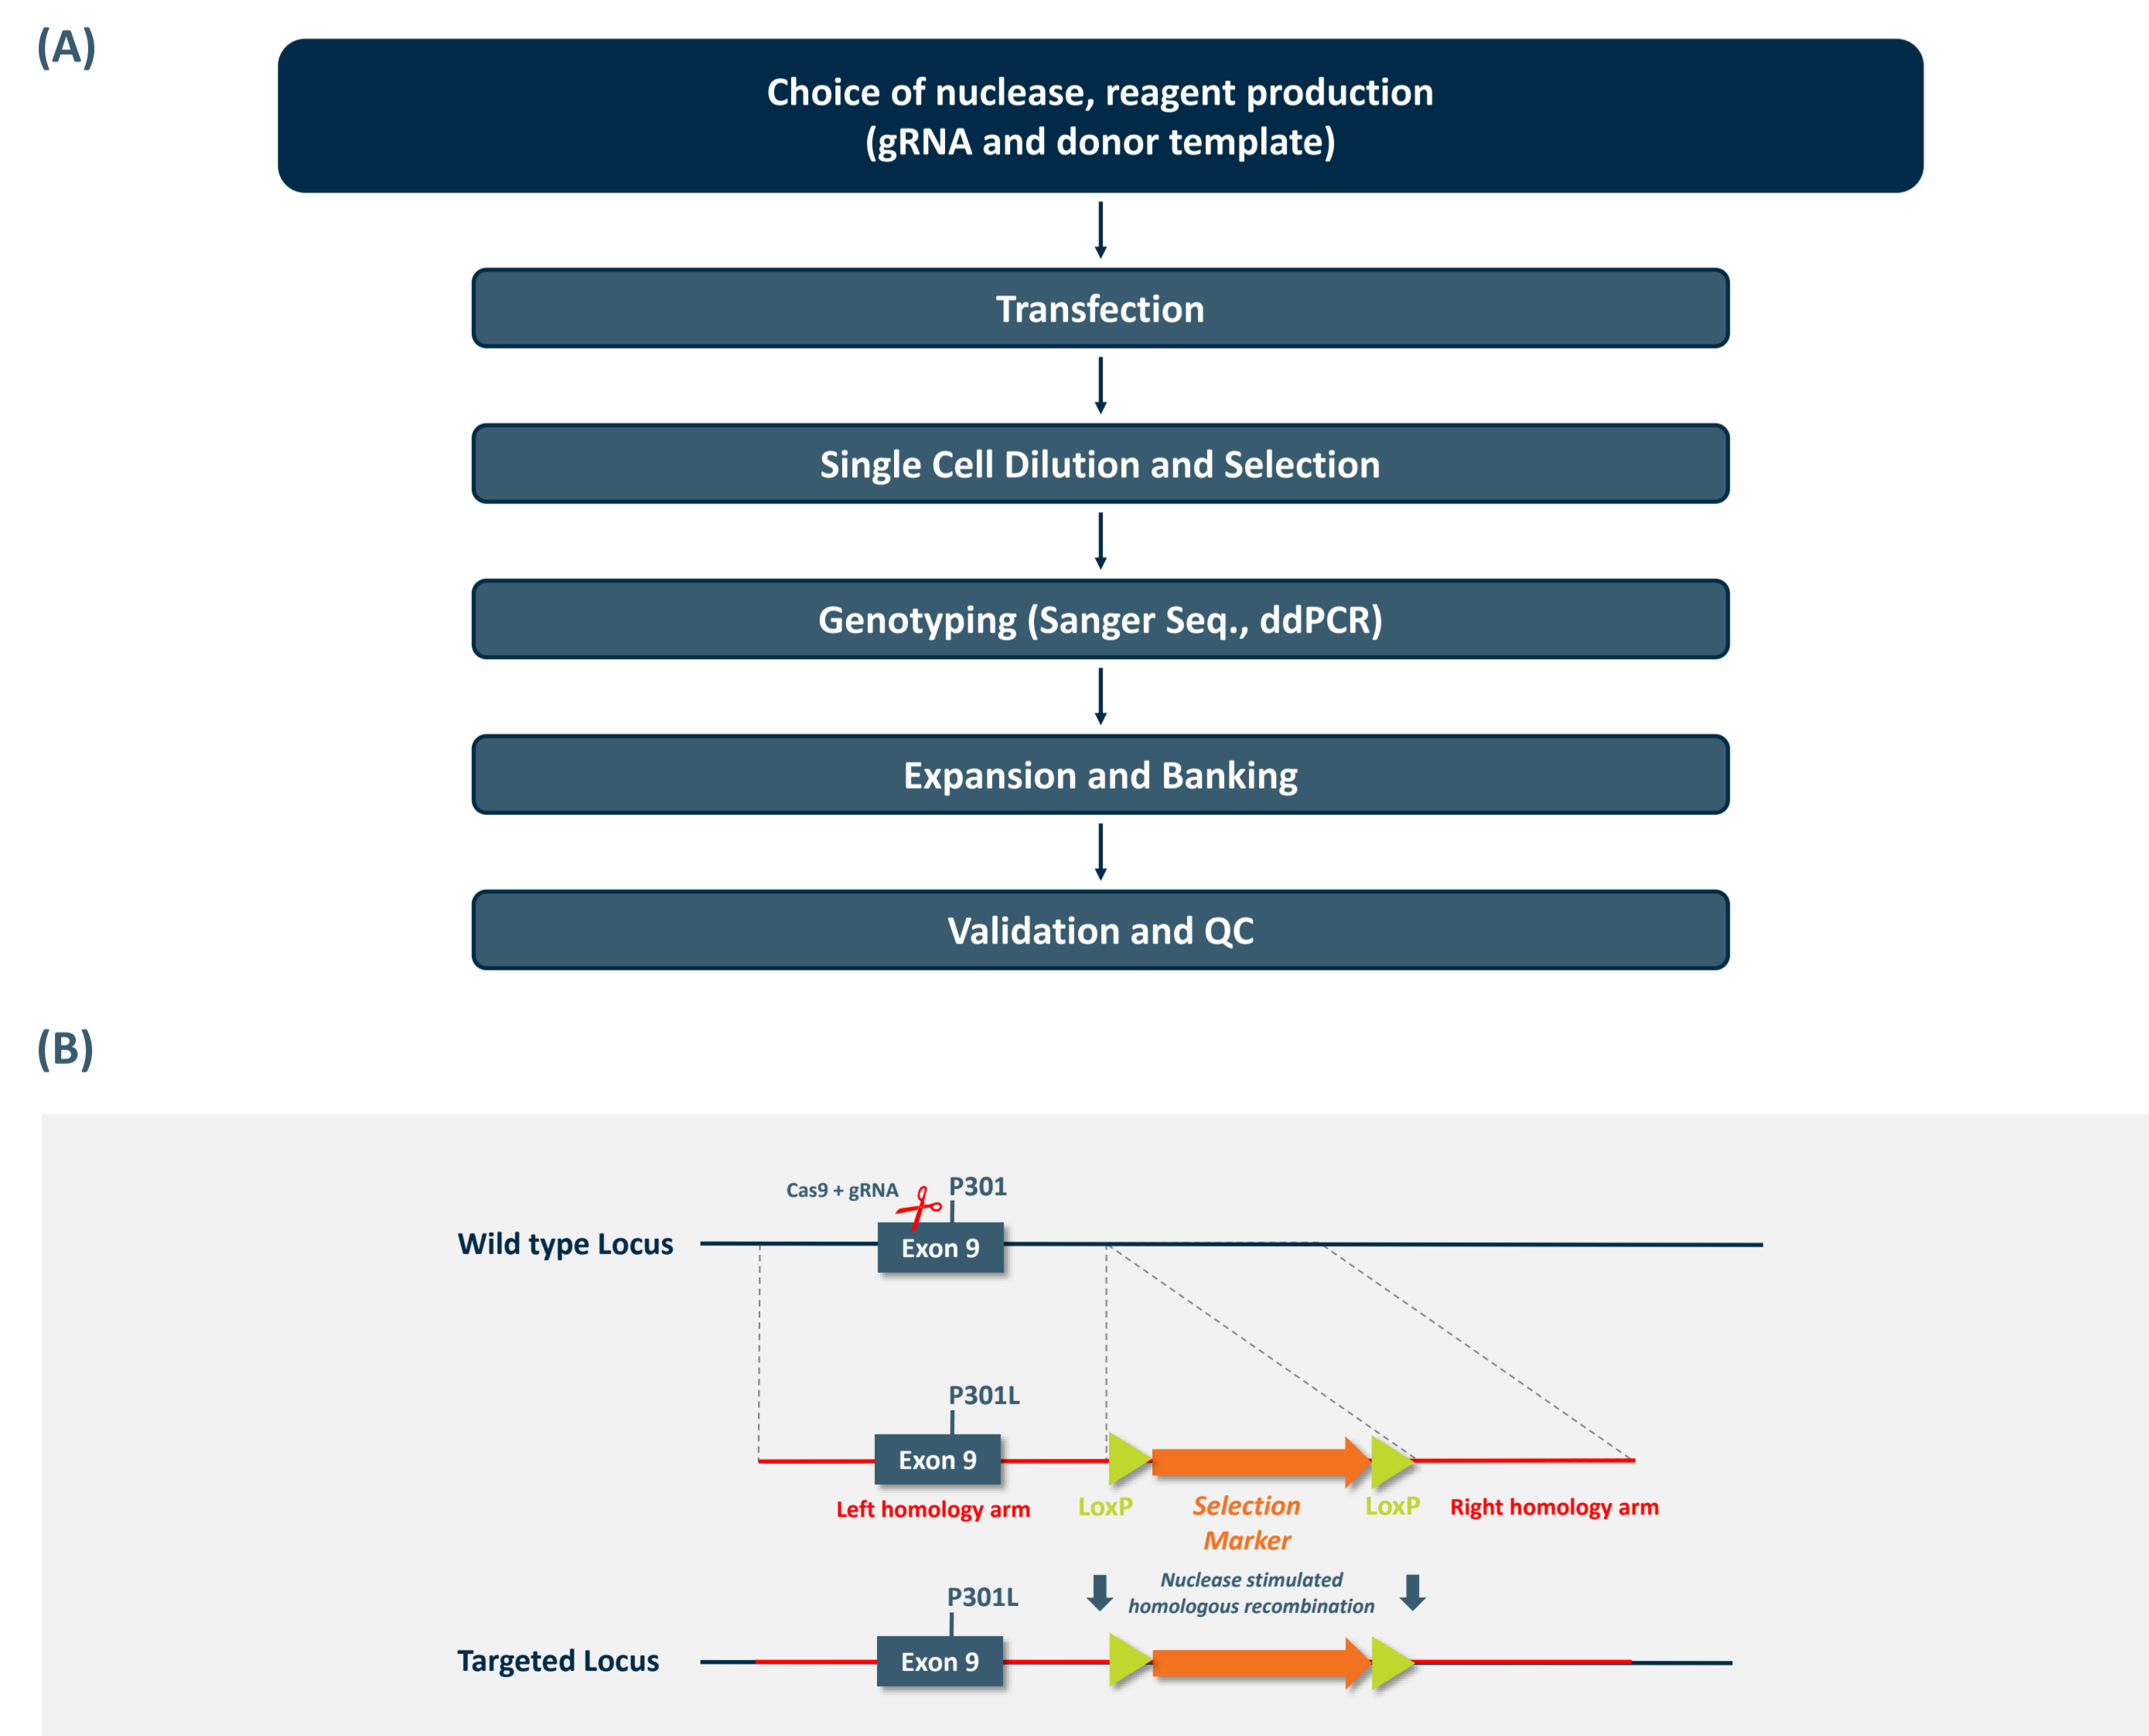 (A)
Choice of nuclease, reagent production
(gRNA and donor template)
Transfection
Single Cell Dilution and Selection
Genotyping (Sanger Seq., ddPCR)
Expansion and Banking
Validation and QC
(B)
Cas9 + gRNA
P301
Wild type Locus
Exon 9
P301L
Exon 9
Left homology arm
LoxP
Selection
Marker
LoxP
Right homology arm
Nuclease stimulated
homologous recombination
P301L
Targeted Locus
Exon 9